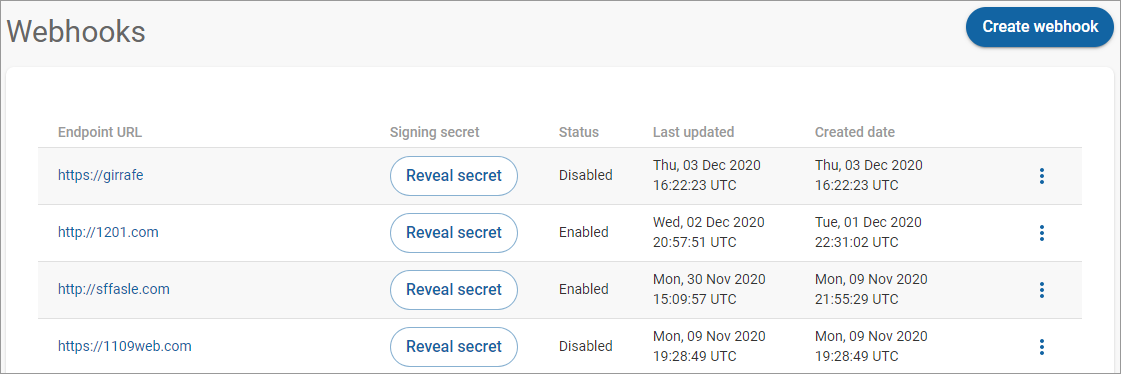 Webhooks
Create webhook
Endpoint URL Signing secret Status Last updated Created date
https://girrafe Reveal secret Disabled Thu, 03 Dec 2020 Thu, 03 Dec 2020
16:22:23 UTC 16:22:23 UTC
http://1201.com Reveal secret Enabled Wed, 02 Dec 2020 Tue, 01 Dec 2020
20:57:51 UTC 22:31:02 UTC
http://sffasle.com Reveal secret Enabled Mon, 30 Nov 2020 Mon, 09 Nov 2020
15:09:57 UTC 21:55:29 UTC
https://1109web.com Reveal secret Disabled Mon, 09 Nov 2020 Mon, 09 Nov 2020
19:28:49 UTC 19:28:49 UTC